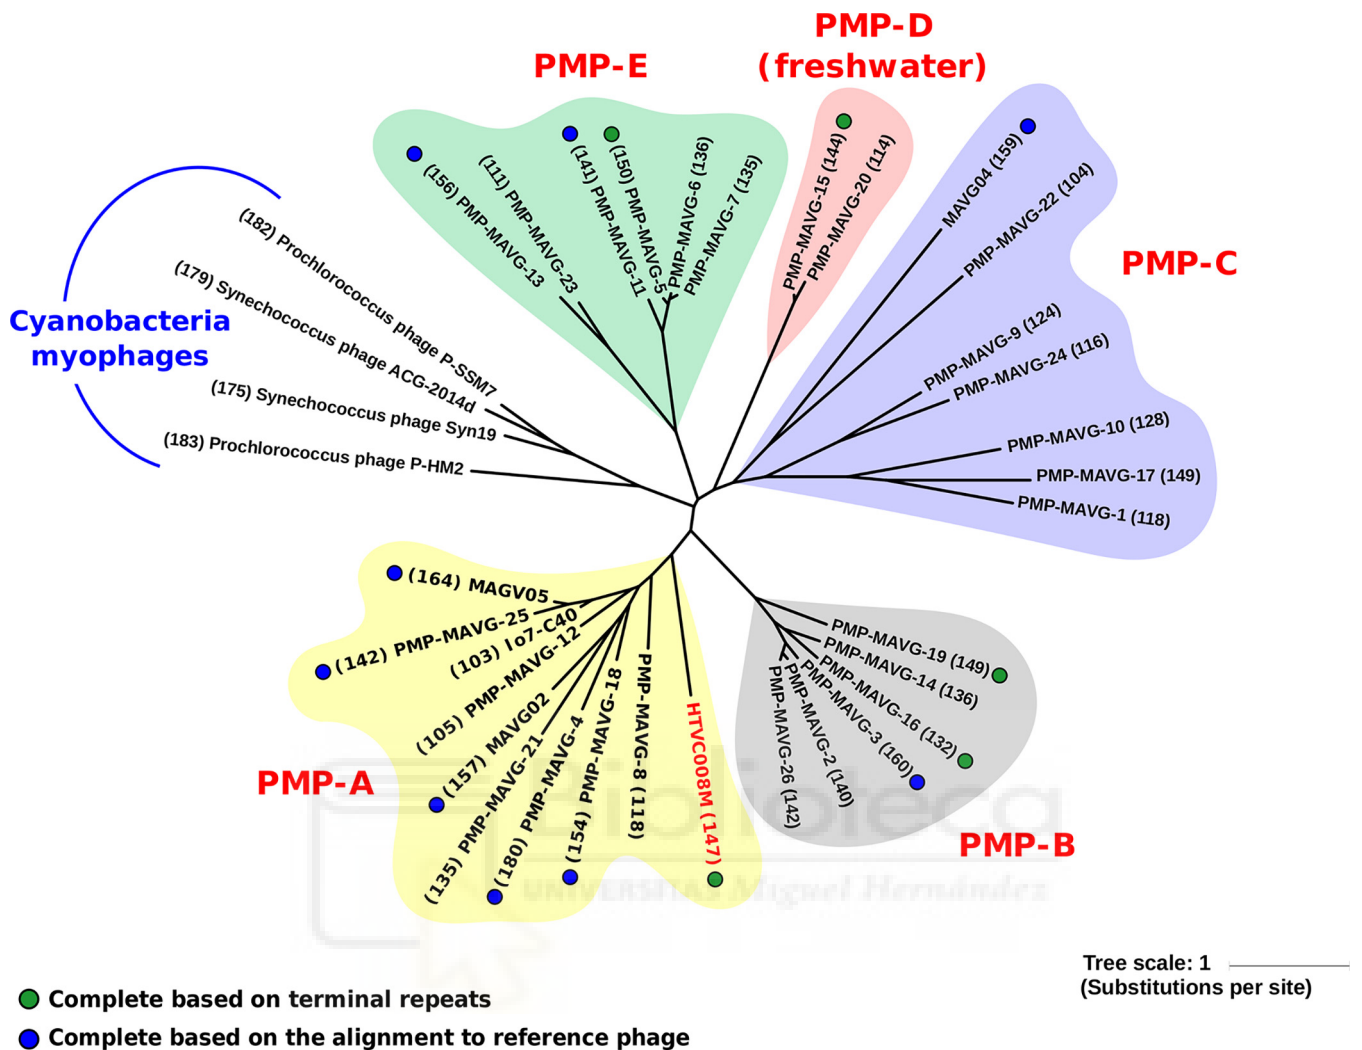 PMP-D
(freshwater)
PMP-E
(156) PMP-MAVG-13
(111) PMP-MAVG-23
(141) PMP-MAVG-11
(150) PMP-MAVG-5
PMP-MAVG-6 (136)
PMP-MAVG-7 (135)
PMP-MAVG-15 (144)
PMP-MAVG-20 (114)
PMP-C
MAVG04 (159)
PMP-MAVG-22 (104)
PMP-MAVG-9 (124)
PMP-MAVG-24 (116)
PMP-MAVG-10 (128)
PMP-MAVG-17 (149)
PMP-MAVG-1 (118)
Cyanobacteria
myophages
(182) Prochlorococcus phage P-SSM7
(179) Synechococcus phage ACG-2014d
(175) Synechococcus phage Syn19
(183) Prochlorococcus phage P-HM2
PMP-A
(164) MAGV05
(142) PMP-MAVG-25
(103) Io7-C40
(105) PMP-MAVG-12
(157) MAVG02
(135) PMP-MAVG-21
(180) PMP-MAVG-4
(154) PMP-MAVG-18
PMP-MAVG-8 (118)
HTVC008M (147)
PMP-B
PMP-MAVG-19 (149)
PMP-MAVG-14 (136)
PMP-MAVG-16 (132)
PMP-MAVG-3 (160)
PMP-MAVG-2 (140)
PMP-MAVG-26 (142)
Biblioteca
UNIVERSITAS Miguel Hernández
Tree scale: 1
(Substitutions per site)
Complete based on terminal repeats
Complete based on the alignment to reference phage